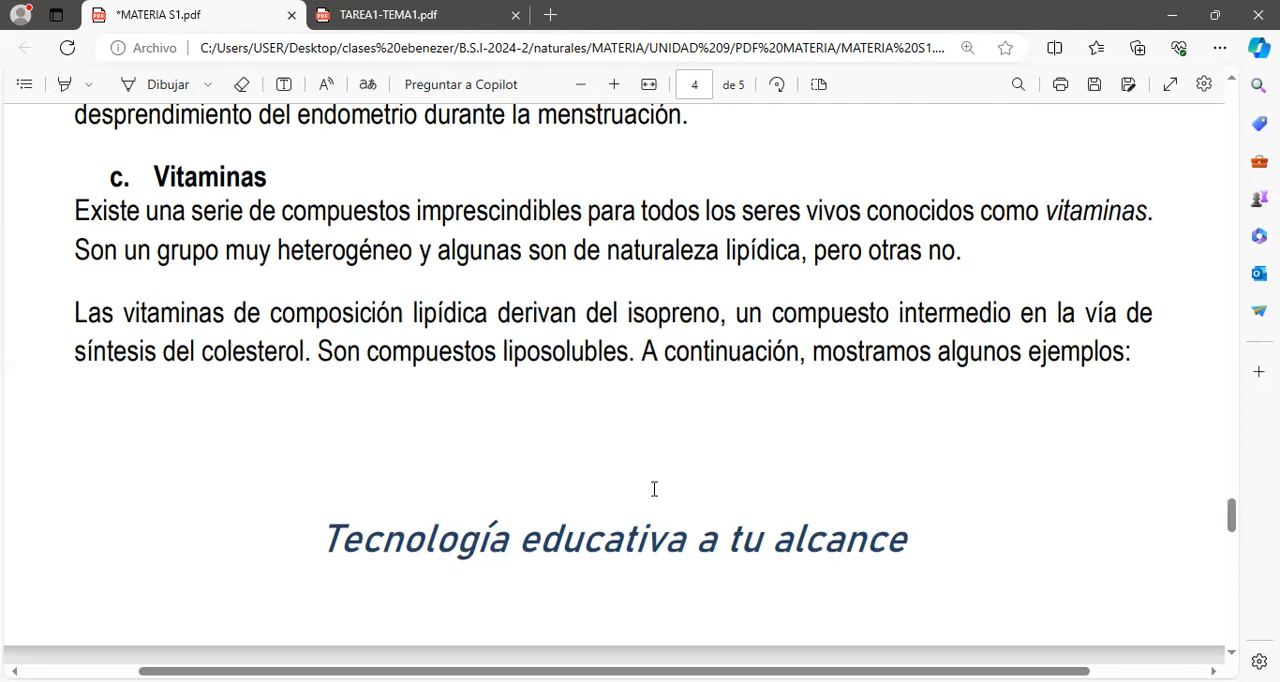 *MATERIA S1.pdf
TAREA1-TEMA1.pdf
Archivo
C:/Users/USER/Desktop/clases%20ebenezer/B.S.I-2024-2/naturales/MATERIA/UNIDAD%209/PDF%20MATERIA/MATERIA%20S1....
Dibujar
aあ
Preguntar a Copilot
4
de 5
desprendimiento del endometrio durante la menstruación.
c. Vitaminas
Existe una serie de compuestos imprescindibles para todos los seres vivos conocidos como vitaminas.
Son un grupo muy heterogéneo y algunas son de naturaleza lipídica, pero otras no.
Las vitaminas de composición lipídica derivan del isopreno, un compuesto intermedio en la vía de
síntesis del colesterol. Son compuestos liposolubles. A continuación, mostramos algunos ejemplos:
Tecnología educativa a tu alcance